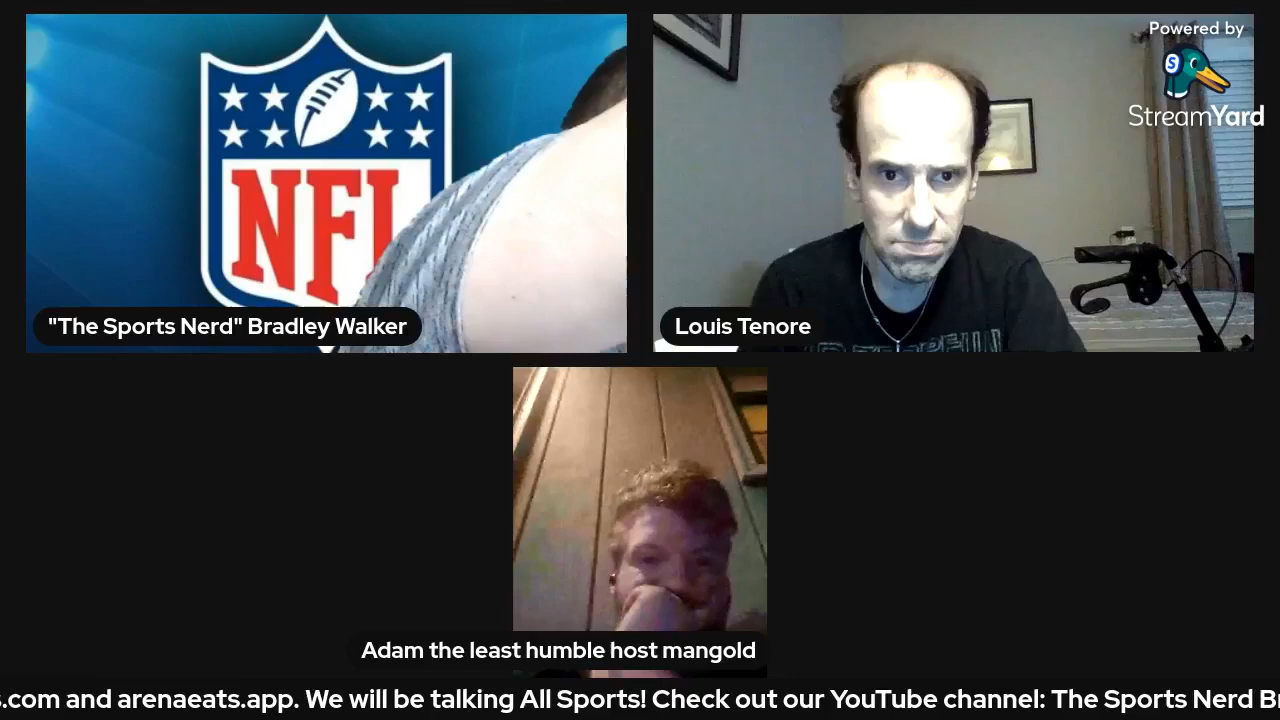 Powered by
StreamYard
NFL
"The Sports Nerd" Bradley Walker
Louis Tenore
Adam the least humble host mangold
s.com and arenaeats.app. We will be talking All Sports! Check out our YouTube channel: The Sports Nerd B